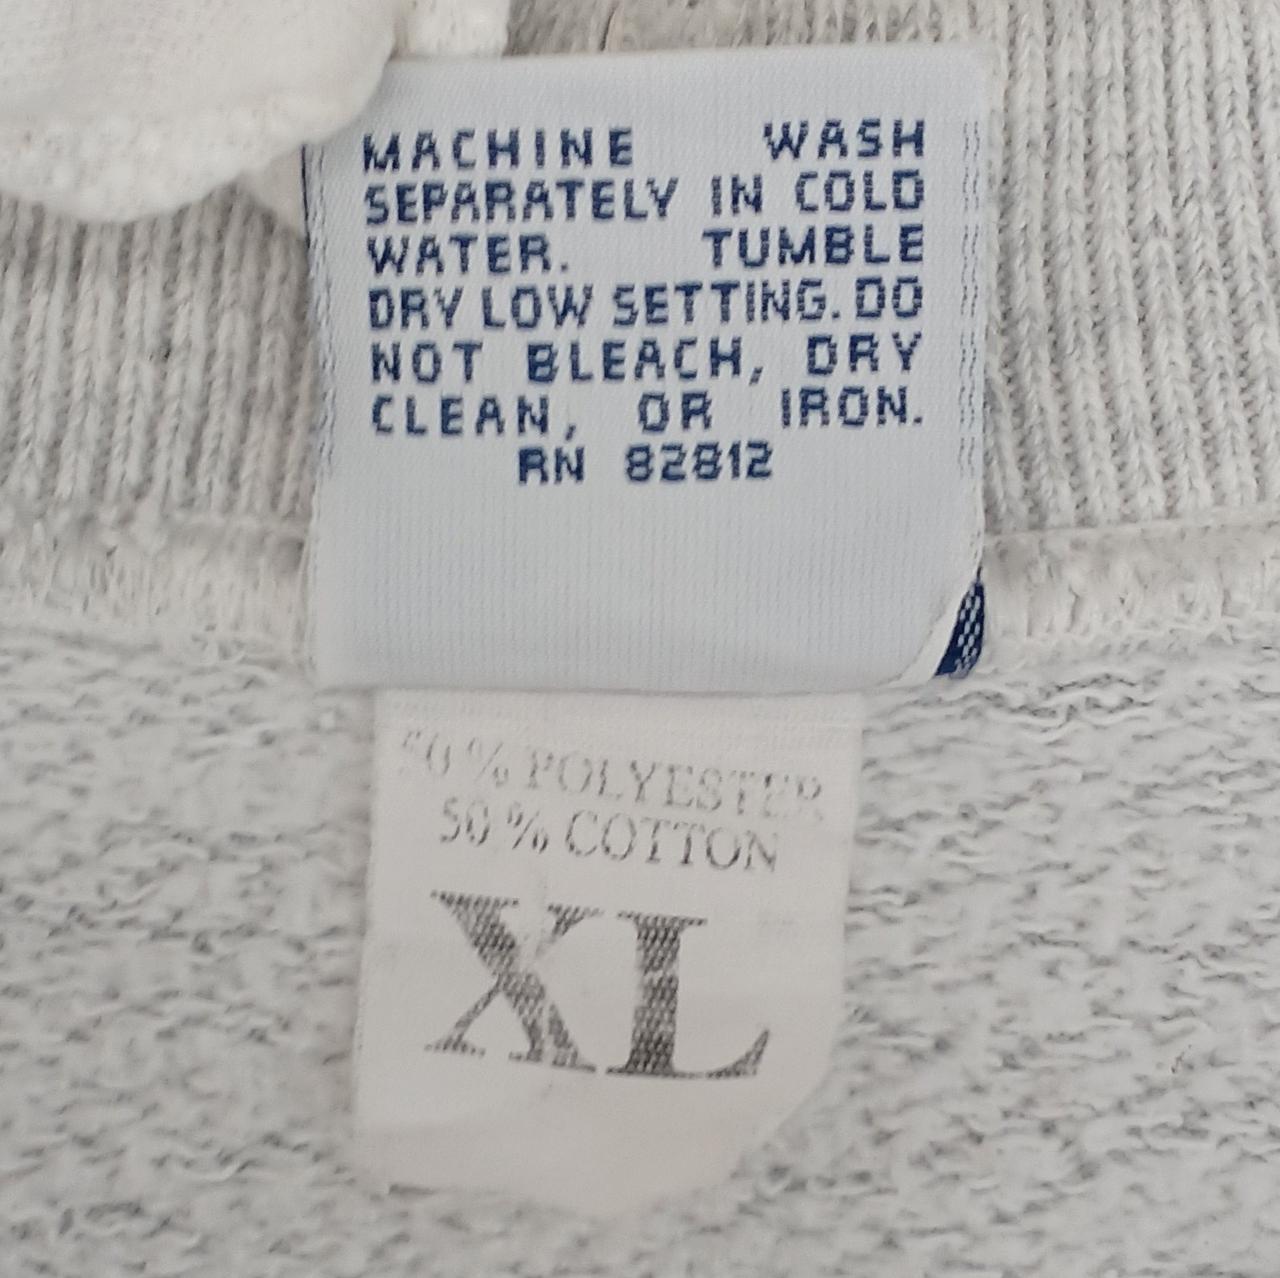 MACHINE WASH
SEPARATELY IN COLD
WATER. TUMBLE
DRY LOW SETTING. DO
NOT BLEACH, DRY
CLEAN, OR IRON.
RN 82812
50% POLYESTER
50% COTTON
XL